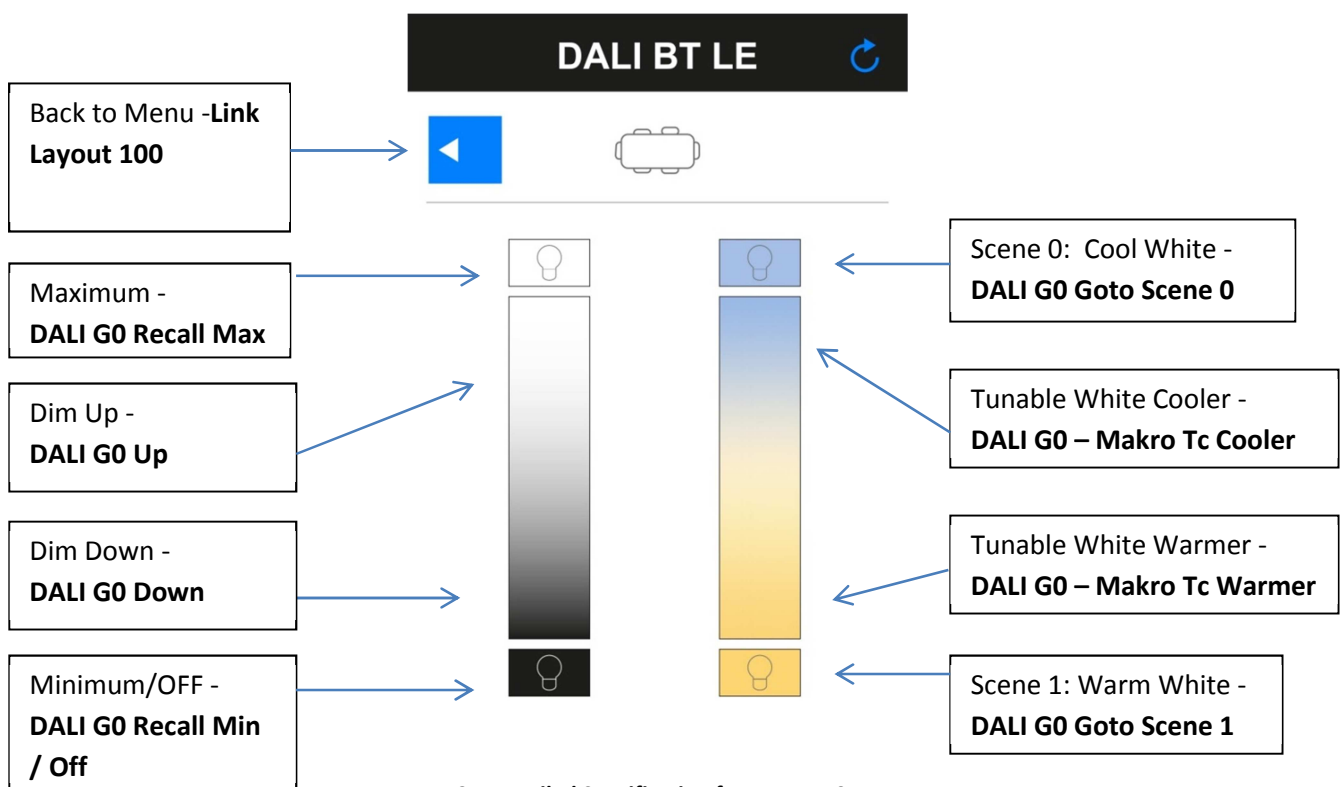 DALI BT LE
Back to Menu -Link
Layout 100
Maximum -
DALI G0 Recall Max
Dim Up -
DALI G0 Up
Dim Down -
DALI G0 Down
Minimum/OFF -
DALI G0 Recall Min
/ Off
Scene 0: Cool White -
DALI G0 Goto Scene 0
Tunable White Cooler -
DALI G0 – Makro Tc Cooler
Tunable White Warmer -
DALI G0 – Makro Tc Warmer
Scene 1: Warm White -
DALI G0 Goto Scene 1